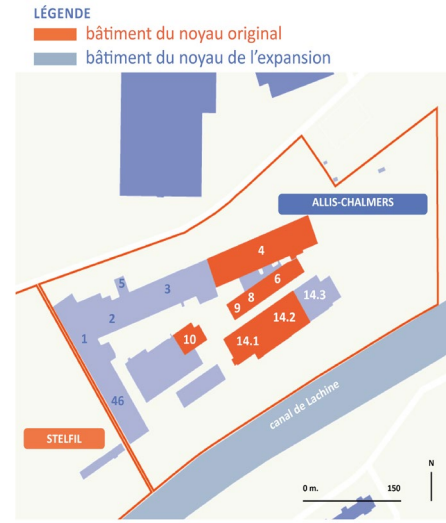 LÉGENDE
bâtiment du noyau original
bâtiment du noyau de l'expansion
ALLIS-CHALMERS
4
5
3
6
8
14.3
2
9
14.2
1
10
14.1
46
canal de Lachine
STELFIL
N
0 m. 150